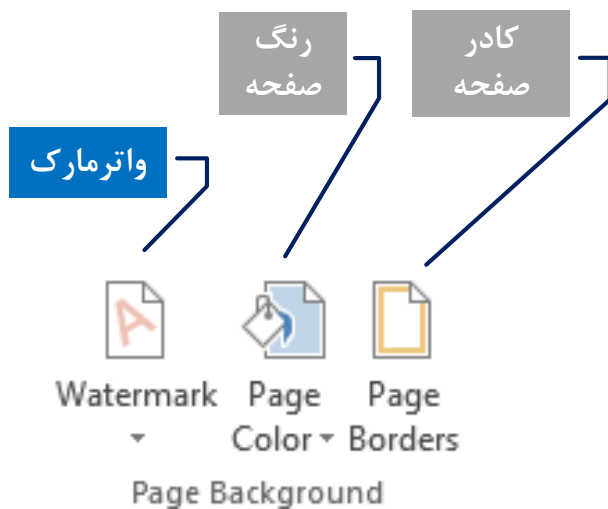 کادر
صفحه
رنگ
صفحه
واترمارک
Watermark
Page
Color
Page
Borders
Page Background